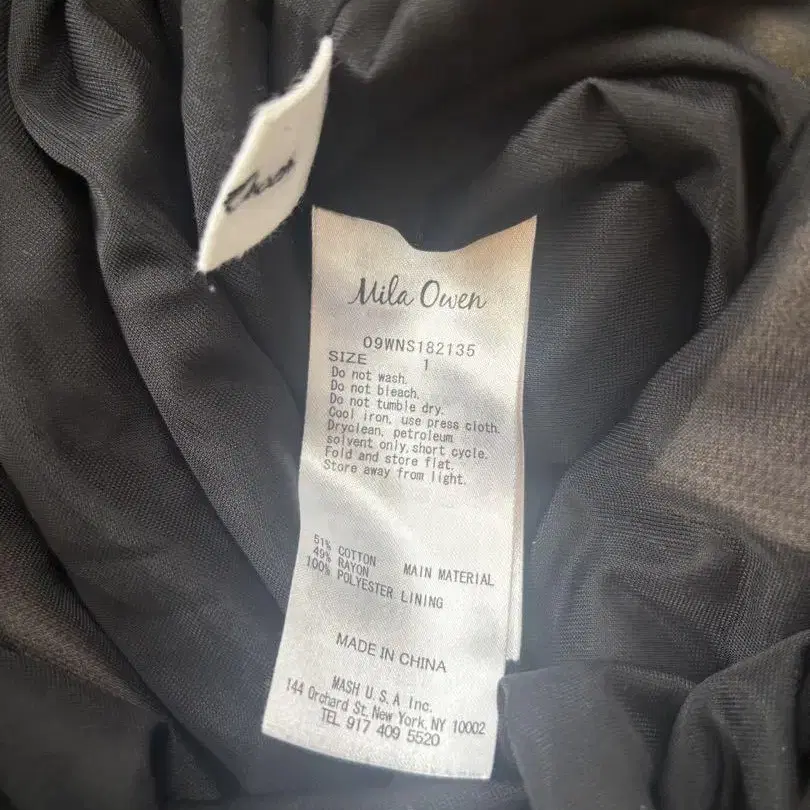 Mila Owen
09WNS182135
SIZE 1
Do not wash.
Do not bleach.
Do not tumble dry.
Cool iron, use press cloth.
Dryclean, petroleum
solvent only, short cycle.
Fold and store flat.
Store away from light.
51% COTTON
49% RAYON MAIN MATERIAL
100% POLYESTER LINING
MADE IN CHINA
MASH U.S.A Inc.
144 Orchard St, New York, NY 10002
TEL 917 409 5520